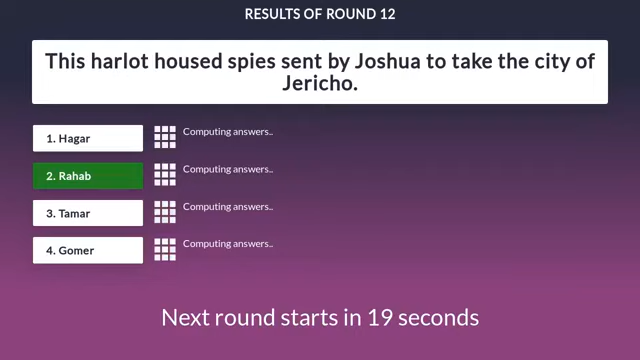 RESULTS OF ROUND 12
This harlot housed spies sent by Joshua to take the city of
Jericho.
1. Hagar
Computing answers..
2. Rahab
Computing answers..
3. Tamar
Computing answers..
4. Gomer
Computing answers..
Next round starts in 19 seconds